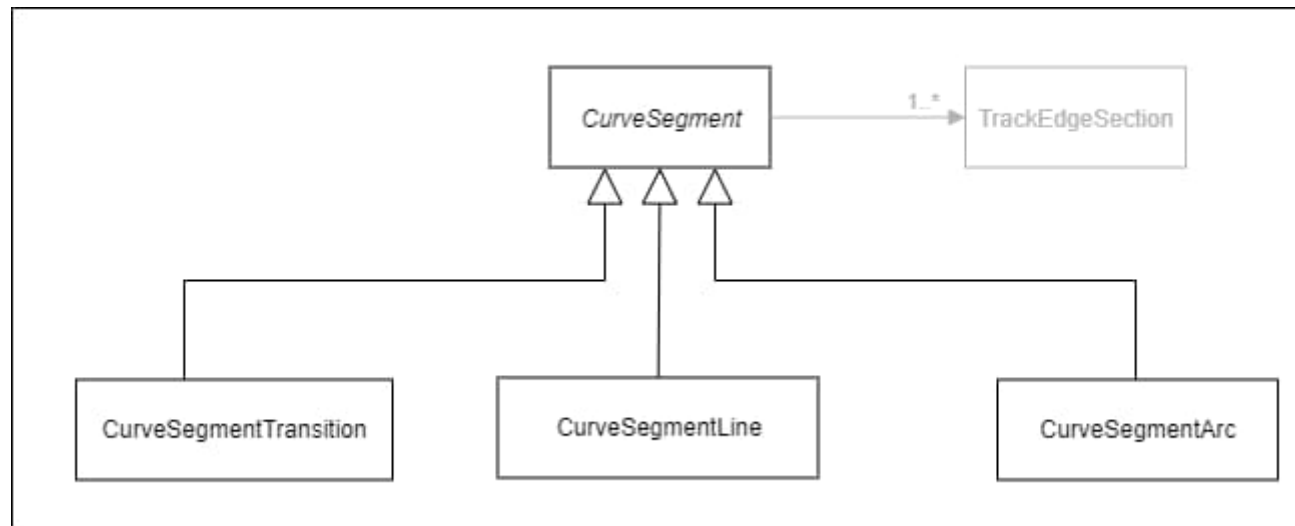 CurveSegment
1..*
TrackEdgeSection
CurveSegmentTransition
CurveSegmentLine
CurveSegmentArc